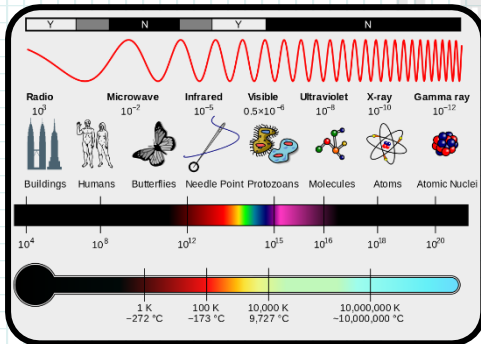 Y N Y N
Radio Microwave Infrared Visible Ultraviolet X-ray Gamma ray
10³ 10⁻² 10⁻⁵ 0.5×10⁻⁶ 10⁻⁸ 10⁻¹⁰ 10⁻¹²
Buildings Humans Butterflies Needle Point Protozoans Molecules Atoms Atomic Nuclei
10⁴ 10⁸ 10¹² 10¹⁵ 10¹⁶ 10¹⁸ 10²⁰
1 K 100 K 10,000 K 10,000,000 K
−272 °C −173 °C 9,727 °C ~10,000,000 °C